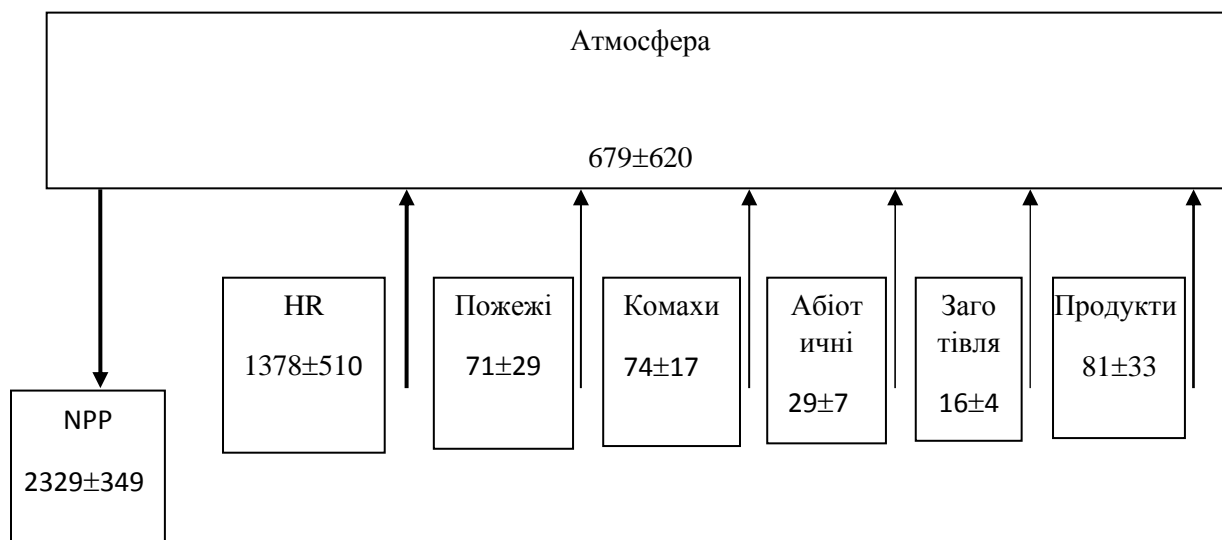 Атмосфера
679±620
HR
1378±510
Пожежі
71±29
Комахи
74±17
Абіот
ичні
29±7
Заго
тівля
16±4
Продукти
81±33
NPP
2329±349